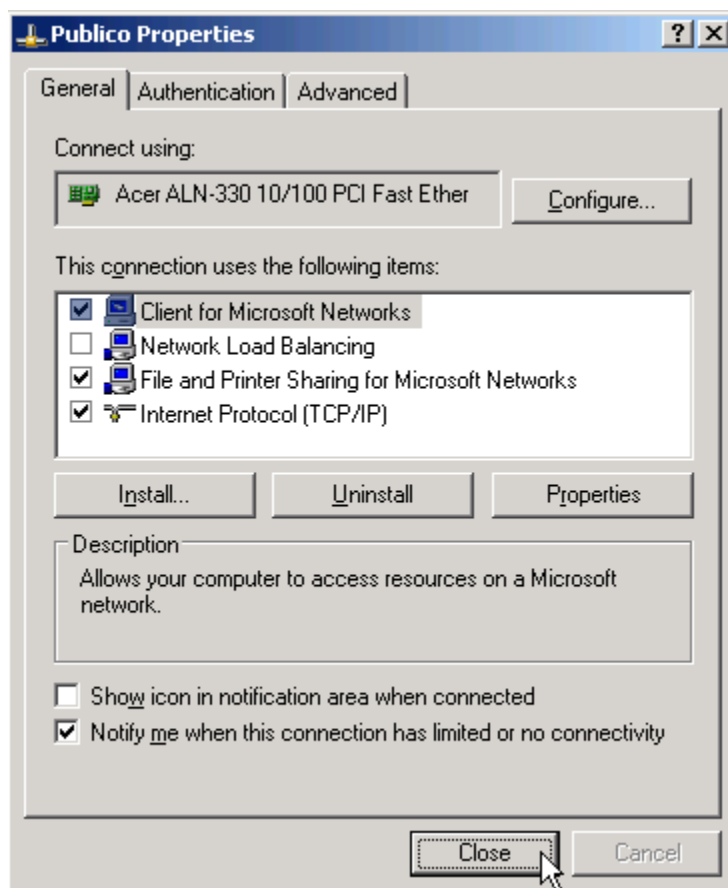 Publico Properties
General Authentication Advanced
Connect using:
Acer ALN-330 10/100 PCI Fast Ether Configure...
This connection uses the following items:
Client for Microsoft Networks
Network Load Balancing
File and Printer Sharing for Microsoft Networks
Internet Protocol (TCP/IP)
Install... Uninstall Properties
Description
Allows your computer to access resources on a Microsoft
network.
Show icon in notification area when connected
Notify me when this connection has limited or no connectivity
Close Cancel